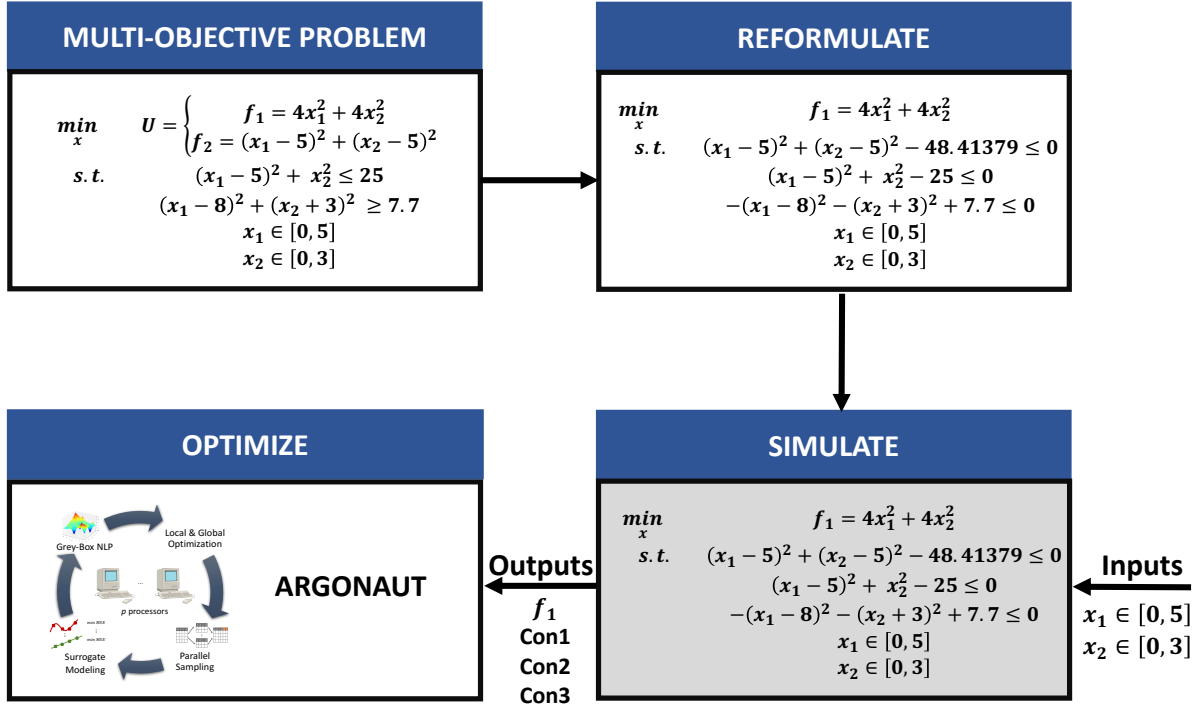 MULTI-OBJECTIVE PROBLEM
min x U = { f₁ = 4x₁² + 4x₂²
f₂ = (x₁ − 5)² + (x₂ − 5)²
s.t. (x₁ − 5)² + x₂² ≤ 25
(x₁ − 8)² + (x₂ + 3)² ≥ 7.7
x₁ ∈ [0, 5]
x₂ ∈ [0, 3]
REFORMULATE
min x f₁ = 4x₁² + 4x₂²
s.t. (x₁ − 5)² + (x₂ − 5)² − 48.41379 ≤ 0
(x₁ − 5)² + x₂² − 25 ≤ 0
−(x₁ − 8)² − (x₂ + 3)² + 7.7 ≤ 0
x₁ ∈ [0, 5]
x₂ ∈ [0, 3]
SIMULATE
min x f₁ = 4x₁² + 4x₂²
s.t. (x₁ − 5)² + (x₂ − 5)² − 48.41379 ≤ 0
(x₁ − 5)² + x₂² − 25 ≤ 0
−(x₁ − 8)² − (x₂ + 3)² + 7.7 ≤ 0
x₁ ∈ [0, 5]
x₂ ∈ [0, 3]
Inputs
x₁ ∈ [0, 5]
x₂ ∈ [0, 3]
Outputs
f₁
Con1
Con2
Con3
OPTIMIZE
Grey-Box NLP
Local & Global
Optimization
...
p processors
min MSE
⋮
min MSE
Surrogate
Modeling
Parallel
Sampling
ARGONAUT